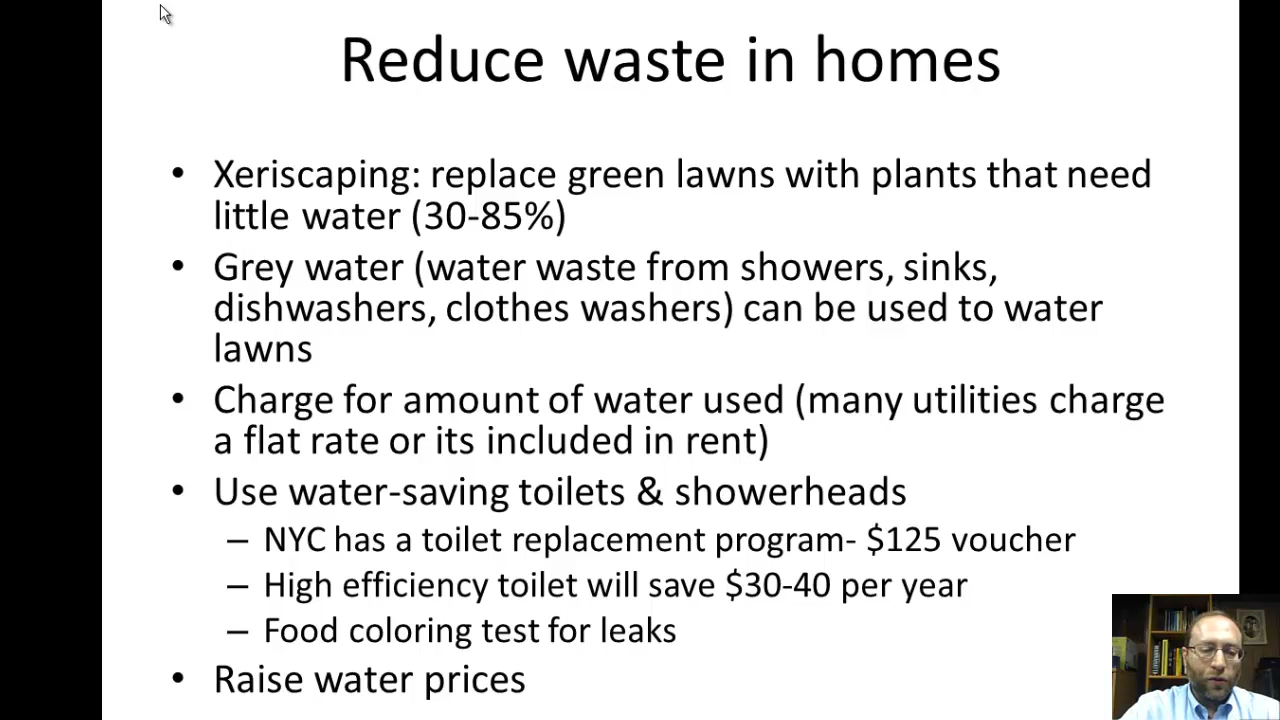 Reduce waste in homes
• Xeriscaping: replace green lawns with plants that need
little water (30-85%)
• Grey water (water waste from showers, sinks,
dishwashers, clothes washers) can be used to water
lawns
• Charge for amount of water used (many utilities charge
a flat rate or its included in rent)
• Use water-saving toilets & showerheads
– NYC has a toilet replacement program- $125 voucher
– High efficiency toilet will save $30-40 per year
– Food coloring test for leaks
• Raise water prices